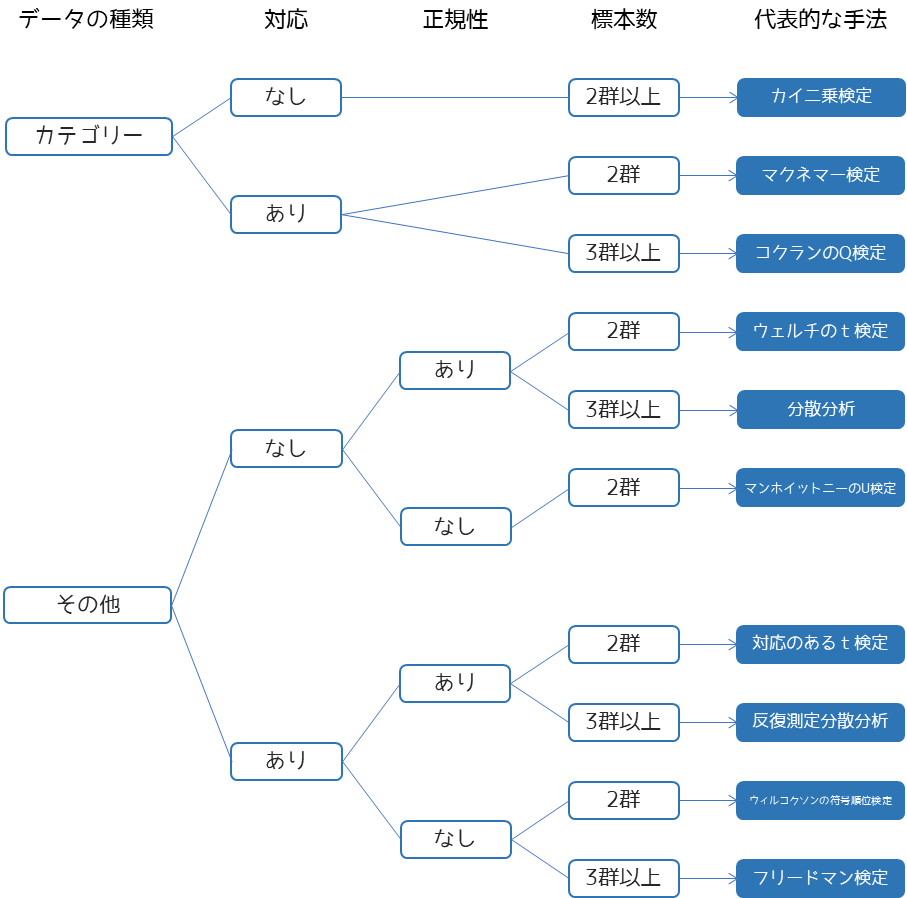 データの種類 対応 正規性 標本数 代表的な手法
なし 2群以上 カイ二乗検定
カテゴリー
2群 マクネマー検定
あり
3群以上 コクランのQ検定
2群 ウェルチのt検定
あり
3群以上 分散分析
なし
2群 マンホイットニーのU検定
なし
その他
2群 対応のあるt検定
あり
3群以上 反復測定分散分析
あり
2群 ウィルコクソンの符号順位検定
なし
3群以上 フリードマン検定